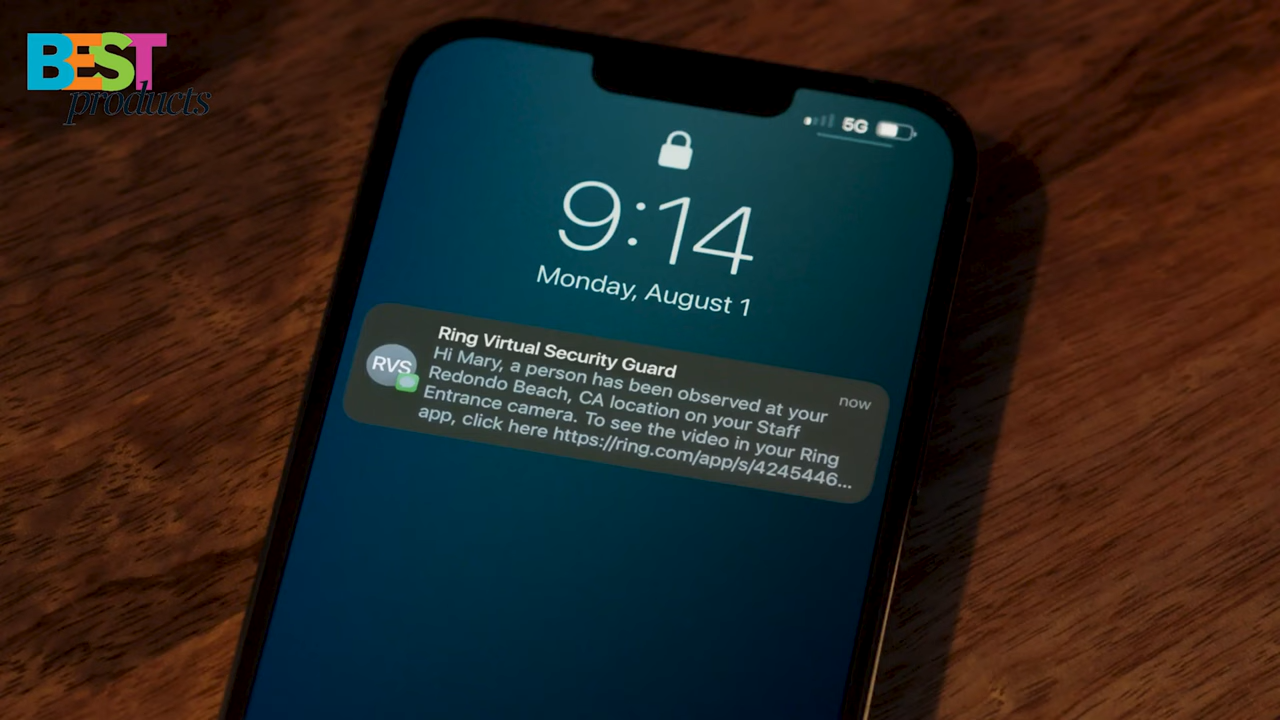 BEST
products
5G
9:14
Monday, August 1
Ring Virtual Security Guard
now
RVS
Hi Mary, a person has been observed at your
Redondo Beach, CA location on your Staff
Entrance camera. To see the video in your Ring
app, click here https://ring.com/app/s/4245446...